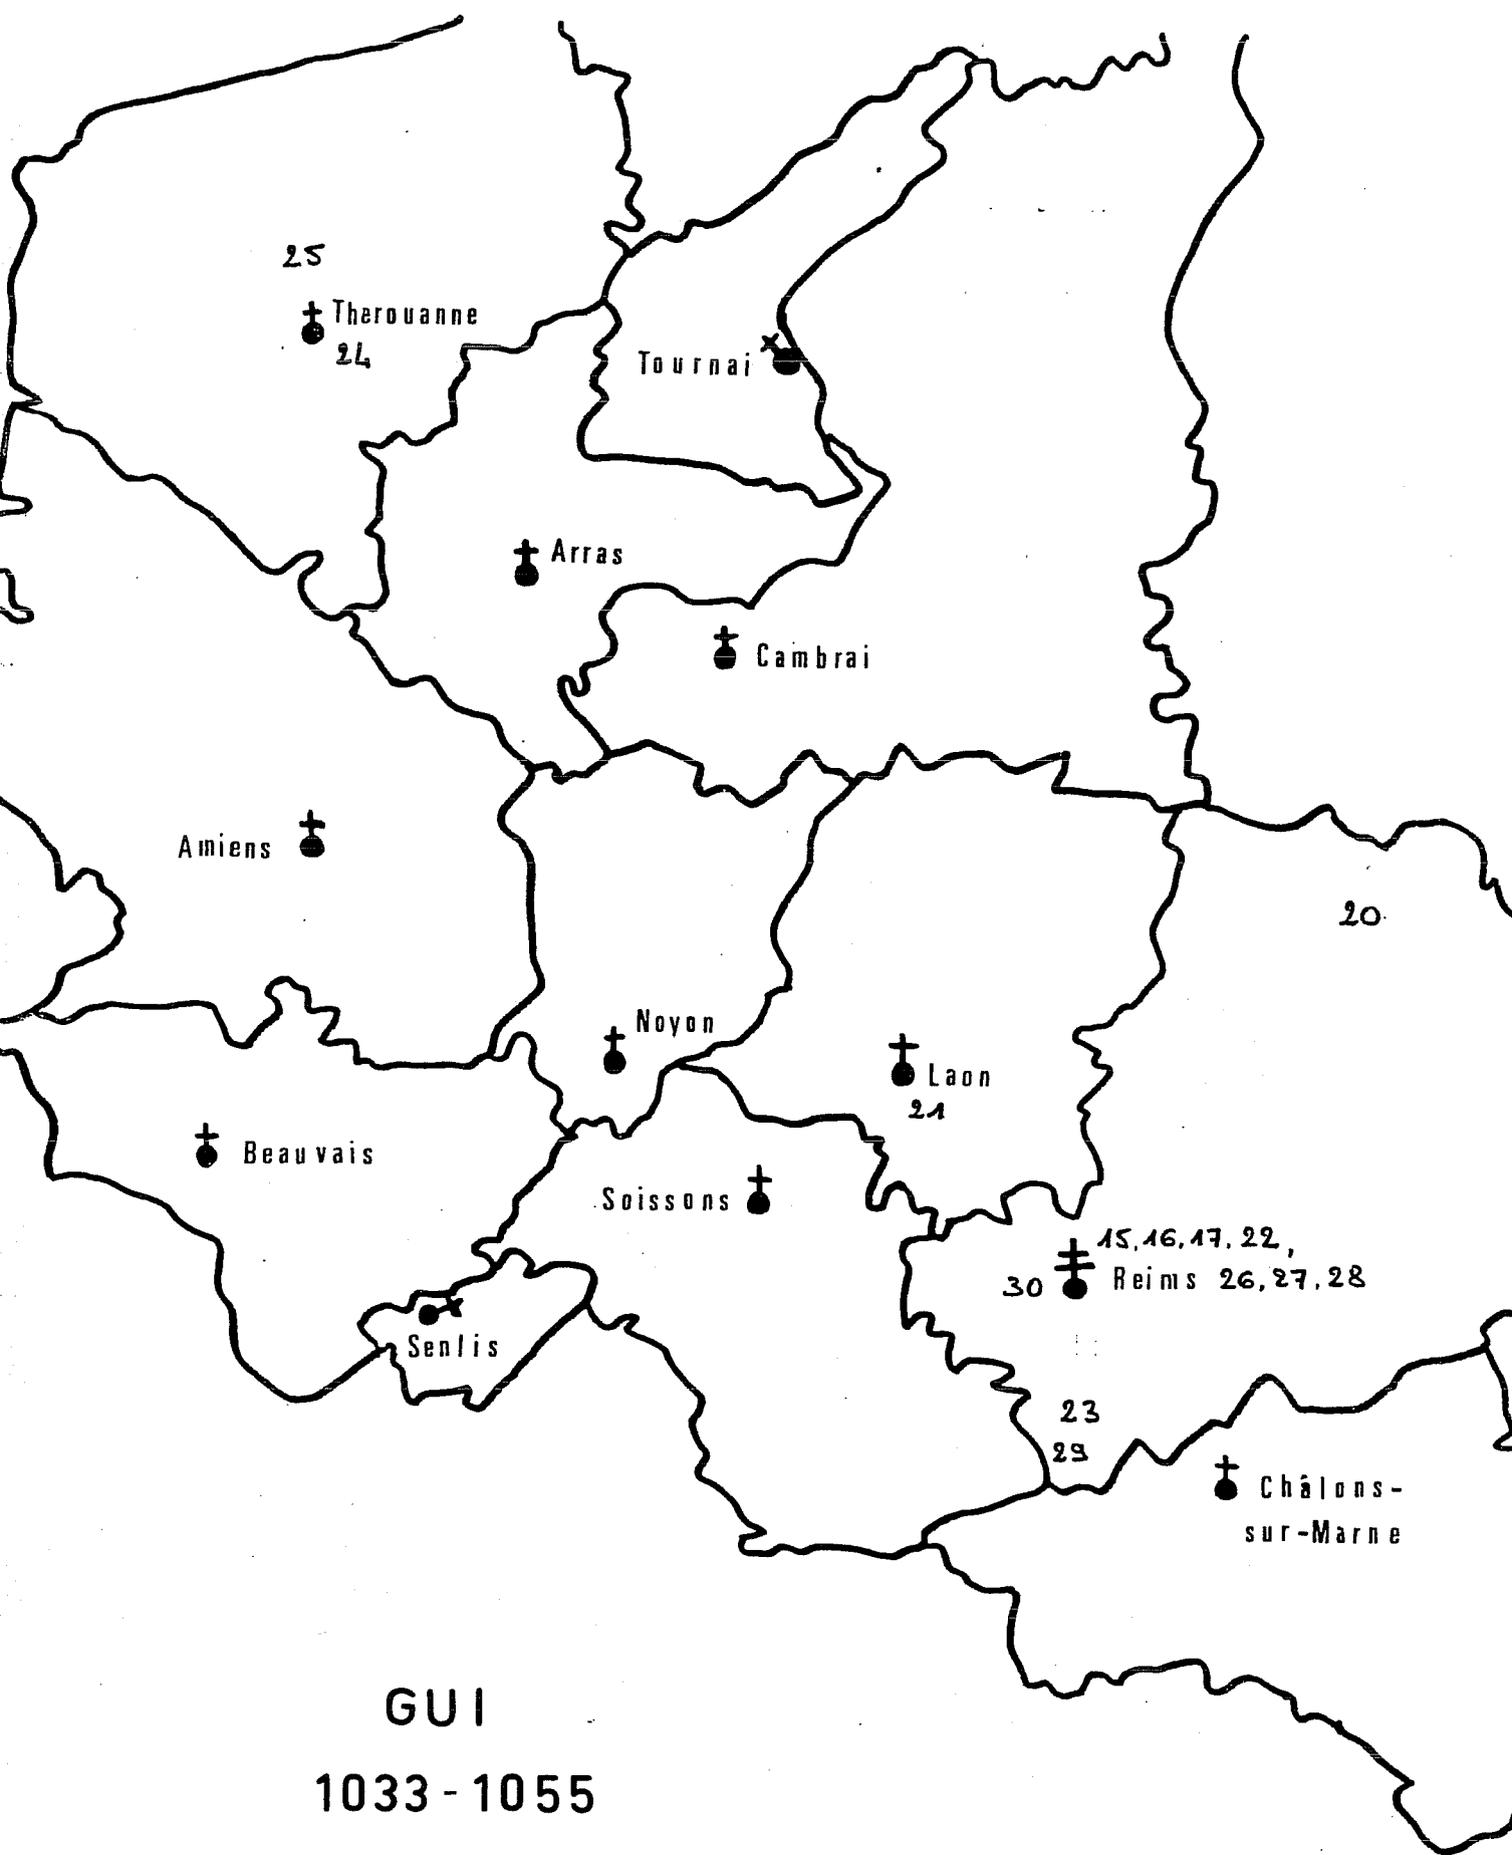 25
Therouanne
24
Tournai
Arras
Cambrai
Amiens
20
Noyon
Laon
21
Beauvais
Soissons
15,16,17,22,
30 Reims 26,27,28
Senlis
23
29
Châlons-
sur-Marne
GUI
1033-1055